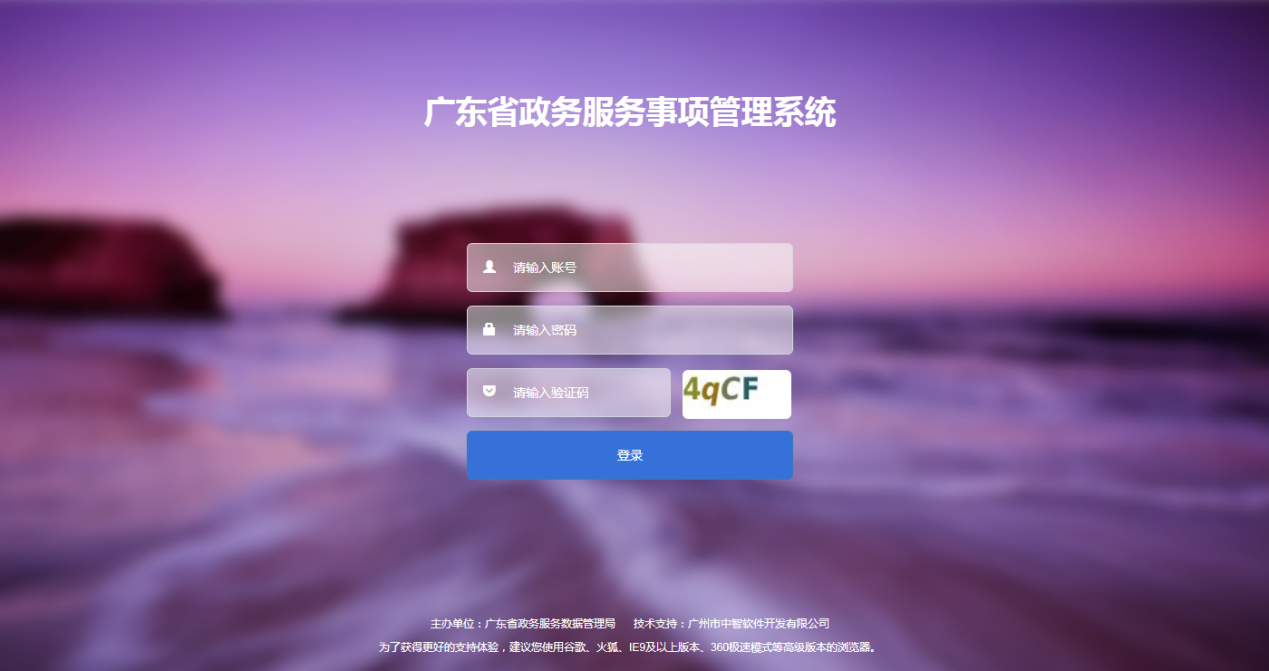 广东省政务服务事项管理系统
请输入账号
请输入密码
请输入验证码
4qCF
登录
主办单位：广东省政务服务数据管理局 技术支持：广州市中智软件开发有限公司
为了获得更好的支持体验，建议您使用谷歌、火狐、IE9及以上版本、360极速模式等高级版本的浏览器。